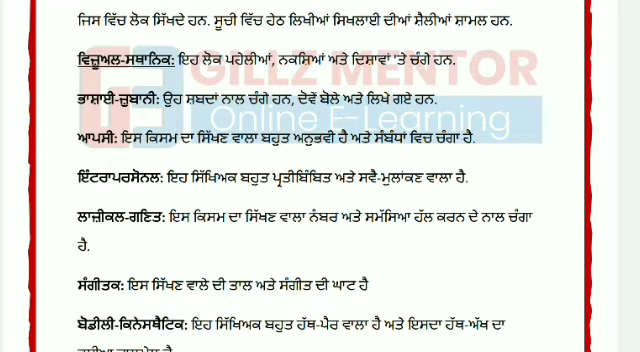 ਜਿਸ ਵਿੱਚ ਲੋਕ ਸਿੱਖਦੇ ਹਨ. ਸੂਚੀ ਵਿੱਚ ਹੇਠ ਲਿਖੀਆਂ ਸਿਖਲਾਈ ਦੀਆਂ ਸ਼ੈਲੀਆਂ ਸ਼ਾਮਲ ਹਨ.
ਵਿਜ਼ੂਅਲ-ਸਥਾਨਿਕ: ਇਹ ਲੋਕ ਪਹੇਲੀਆਂ, ਨਕਸ਼ਿਆਂ ਅਤੇ ਦਿਸ਼ਾਵਾਂ 'ਤੇ ਚੰਗੇ ਹਨ.
GILLZ MENTOR
ਭਾਸ਼ਾਈ-ਜ਼ੁਬਾਨੀ: ਉਹ ਸ਼ਬਦਾਂ ਨਾਲ ਚੰਗੇ ਹਨ, ਦੋਵੇਂ ਬੋਲੇ ਅਤੇ ਲਿਖੇ ਗਏ ਹਨ.
Online E-Learning
ਆਪਸੀ: ਇਸ ਕਿਸਮ ਦਾ ਸਿੱਖਣ ਵਾਲਾ ਬਹੁਤ ਅਨੁਭਵੀ ਹੈ ਅਤੇ ਸੰਬੰਧਾਂ ਵਿਚ ਚੰਗਾ ਹੈ.
ਇੰਟਰਾਪਰਸੋਨਲ: ਇਹ ਸਿੱਖਿਅਕ ਬਹੁਤ ਪ੍ਰਤੀਬਿੰਬਿਤ ਅਤੇ ਸਵੈ-ਮੁਲਾਂਕਣ ਵਾਲਾ ਹੈ.
ਲਾਜ਼ੀਕਲ-ਗਣਿਤ: ਇਸ ਕਿਸਮ ਦਾ ਸਿੱਖਣ ਵਾਲਾ ਨੰਬਰ ਅਤੇ ਸਮੱਸਿਆ ਹੱਲ ਕਰਨ ਦੇ ਨਾਲ ਚੰਗਾ
ਹੈ.
ਸੰਗੀਤਕ: ਇਸ ਸਿੱਖਣ ਵਾਲੇ ਦੀ ਤਾਲ ਅਤੇ ਸੰਗੀਤ ਦੀ ਘਾਟ ਹੈ
ਬੋਡੀਲੀ-ਕਿਨੇਸਥੈਟਿਕ: ਇਹ ਸਿੱਖਿਅਕ ਬਹੁਤ ਹੱਥ-ਪੈਰ ਵਾਲਾ ਹੈ ਅਤੇ ਇਸਦਾ ਹੱਥ-ਅੱਖ ਦਾ